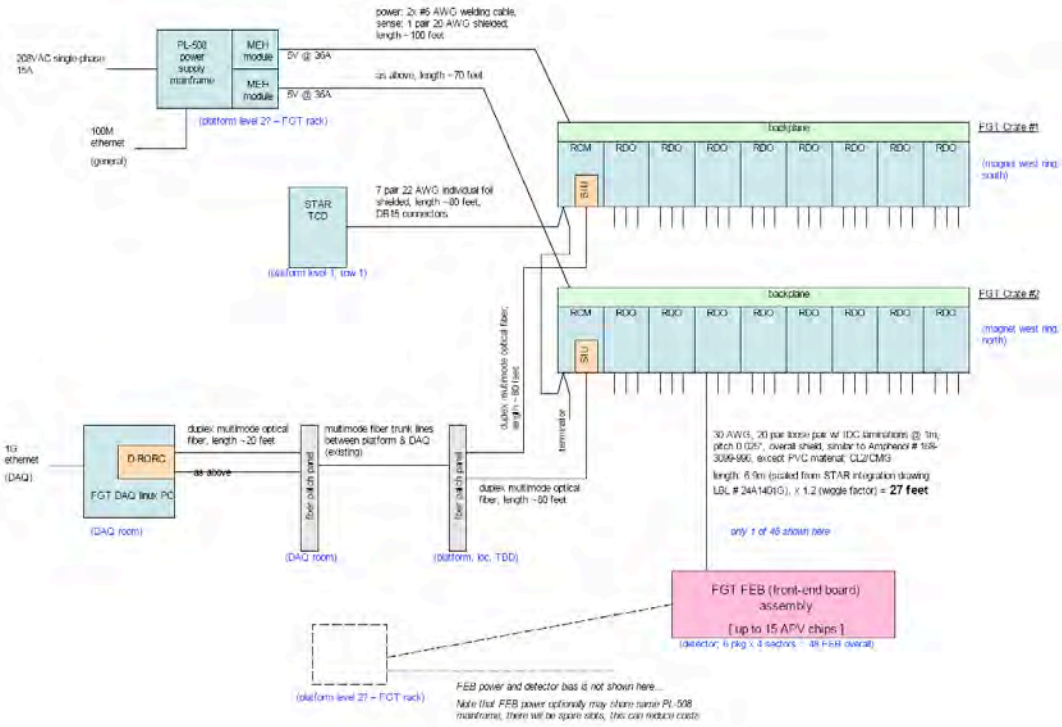 power: 2x #6 AWG welding cable,
sense: 1 pair 20 AWG shielded,
length ~100 feet
208VAC single-phase
15A
PL-508
power
supply
mainframe
MEH
module
5V @ 36A
MEH
module
5V @ 36A
as above, length ~70 feet
(platform level 2? – FGT rack)
100M
ethernet
(general)
backplane
FGT Crate #1
RCM
RDO
RDO
RDO
RDO
RDO
RDO
RDO
RDO
SIU
(magnet west ring,
south)
STAR
TCD
7 pair 22 AWG individual foil
shielded, length ~80 feet,
DB15 connectors
(platform level 1, row 1)
backplane
FGT Crate #2
RCM
RDO
RDO
RDO
RDO
RDO
RDO
RDO
RDO
SIU
(magnet west ring,
north)
duplex multimode optical fiber,
length ~80 feet
terminator
1G
ethernet
(DAQ)
D-RORC
FGT DAQ linux PC
(DAQ room)
duplex multimode optical
fiber, length ~20 feet
as above
fiber patch panel
(DAQ room)
multimode fiber trunk lines
between platform & DAQ
(existing)
fiber patch panel
(platform, loc. TBD)
duplex multimode optical
fiber, length ~80 feet
30 AWG, 20 pair loose pair w/ IDC laminations @ 1m,
pitch 0.025", overall shield, similar to Amphenol # 168-
3099-996, except PVC material; CL2/CMG
length: 6.9m (scaled from STAR integration drawing
LBL # 24A140(G), x 1.2 (wiggle factor) = 27 feet
only 1 of 48 shown here
FGT FEB (front-end board)
assembly
[ up to 15 APV chips ]
(detector; 6 pkg x 4 sectors = 48 FEB overall)
(platform level 2? – FGT rack)
FEB power and detector bias is not shown here...
Note that FEB power optionally may share same PL-508
mainframe, there will be spare slots, this can reduce costs